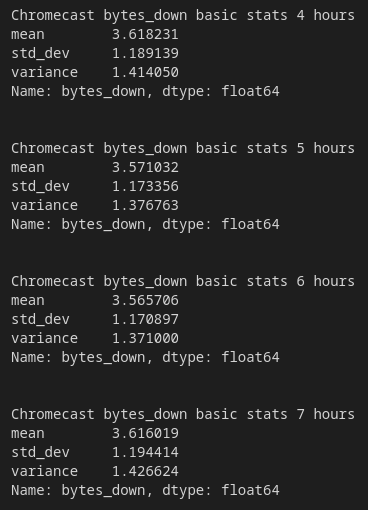 Chromecast bytes_down basic stats 4 hours
mean        3.618231
std_dev     1.189139
variance    1.414050
Name: bytes_down, dtype: float64
Chromecast bytes_down basic stats 5 hours
mean        3.571032
std_dev     1.173356
variance    1.376763
Name: bytes_down, dtype: float64
Chromecast bytes_down basic stats 6 hours
mean        3.565706
std_dev     1.170897
variance    1.371000
Name: bytes_down, dtype: float64
Chromecast bytes_down basic stats 7 hours
mean        3.616019
std_dev     1.194414
variance    1.426624
Name: bytes_down, dtype: float64